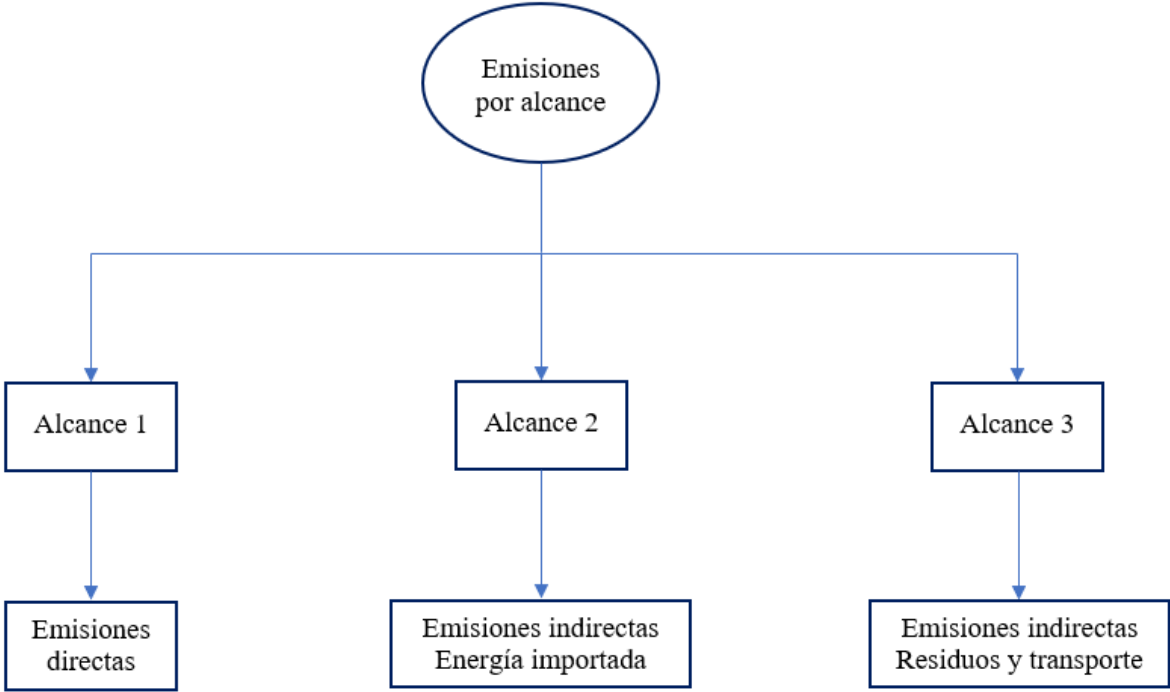 Emisiones
por alcance
Alcance 1
Alcance 2
Alcance 3
Emisiones
directas
Emisiones indirectas
Energía importada
Emisiones indirectas
Residuos y transporte